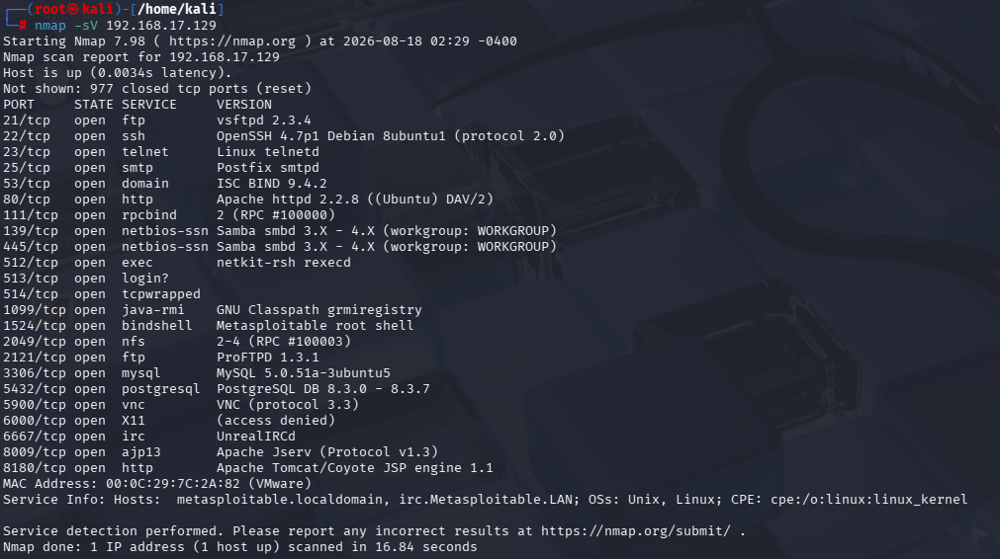 ┌──(root㉿kali)-[/home/kali]
└─# nmap -sV 192.168.17.129
Starting Nmap 7.98 ( https://nmap.org ) at 2026-08-18 02:29 -0400
Nmap scan report for 192.168.17.129
Host is up (0.0034s latency).
Not shown: 977 closed tcp ports (reset)
PORT     STATE SERVICE     VERSION
21/tcp   open  ftp         vsftpd 2.3.4
22/tcp   open  ssh         OpenSSH 4.7p1 Debian 8ubuntu1 (protocol 2.0)
23/tcp   open  telnet      Linux telnetd
25/tcp   open  smtp        Postfix smtpd
53/tcp   open  domain      ISC BIND 9.4.2
80/tcp   open  http        Apache httpd 2.2.8 ((Ubuntu) DAV/2)
111/tcp  open  rpcbind     2 (RPC #100000)
139/tcp  open  netbios-ssn Samba smbd 3.X - 4.X (workgroup: WORKGROUP)
445/tcp  open  netbios-ssn Samba smbd 3.X - 4.X (workgroup: WORKGROUP)
512/tcp  open  exec        netkit-rsh rexecd
513/tcp  open  login?
514/tcp  open  tcpwrapped
1099/tcp open  java-rmi    GNU Classpath grmiregistry
1524/tcp open  bindshell   Metasploitable root shell
2049/tcp open  nfs         2-4 (RPC #100003)
2121/tcp open  ftp         ProFTPD 1.3.1
3306/tcp open  mysql       MySQL 5.0.51a-3ubuntu5
5432/tcp open  postgresql  PostgreSQL DB 8.3.0 - 8.3.7
5900/tcp open  vnc         VNC (protocol 3.3)
6000/tcp open  X11         (access denied)
6667/tcp open  irc         UnrealIRCd
8009/tcp open  ajp13       Apache Jserv (Protocol v1.3)
8180/tcp open  http        Apache Tomcat/Coyote JSP engine 1.1
MAC Address: 00:0C:29:7C:2A:82 (VMware)
Service Info: Hosts:  metasploitable.localdomain, irc.Metasploitable.LAN; OSs: Unix, Linux; CPE: cpe:/o:linux:linux_kernel

Service detection performed. Please report any incorrect results at https://nmap.org/submit/ .
Nmap done: 1 IP address (1 host up) scanned in 16.84 seconds